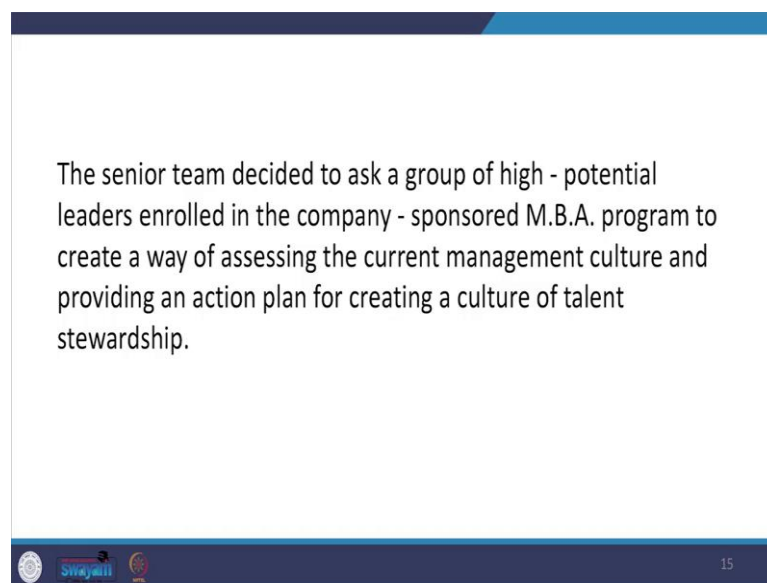 The senior team decided to ask a group of high - potential
leaders enrolled in the company - sponsored M.B.A. program to
create a way of assessing the current management culture and
providing an action plan for creating a culture of talent
stewardship.
swayam
15